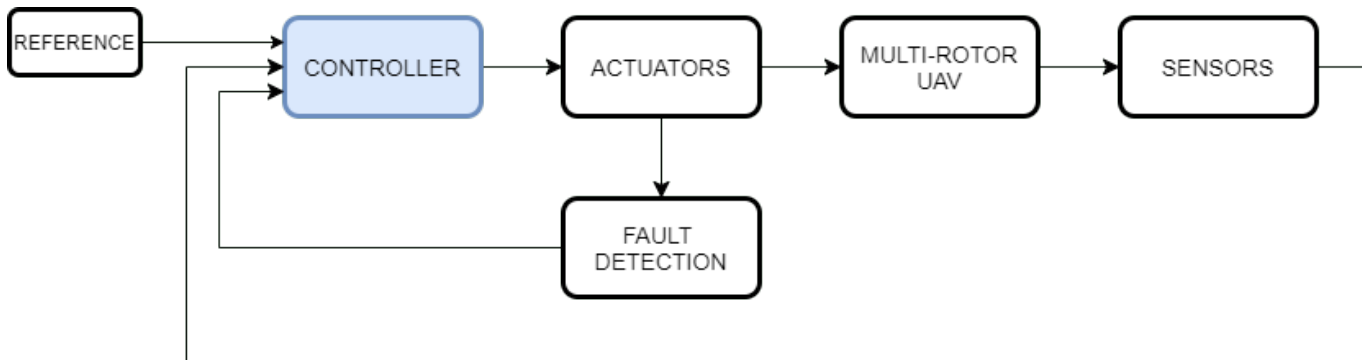 REFERENCE
CONTROLLER
ACTUATORS
MULTI-ROTOR
UAV
SENSORS
FAULT
DETECTION